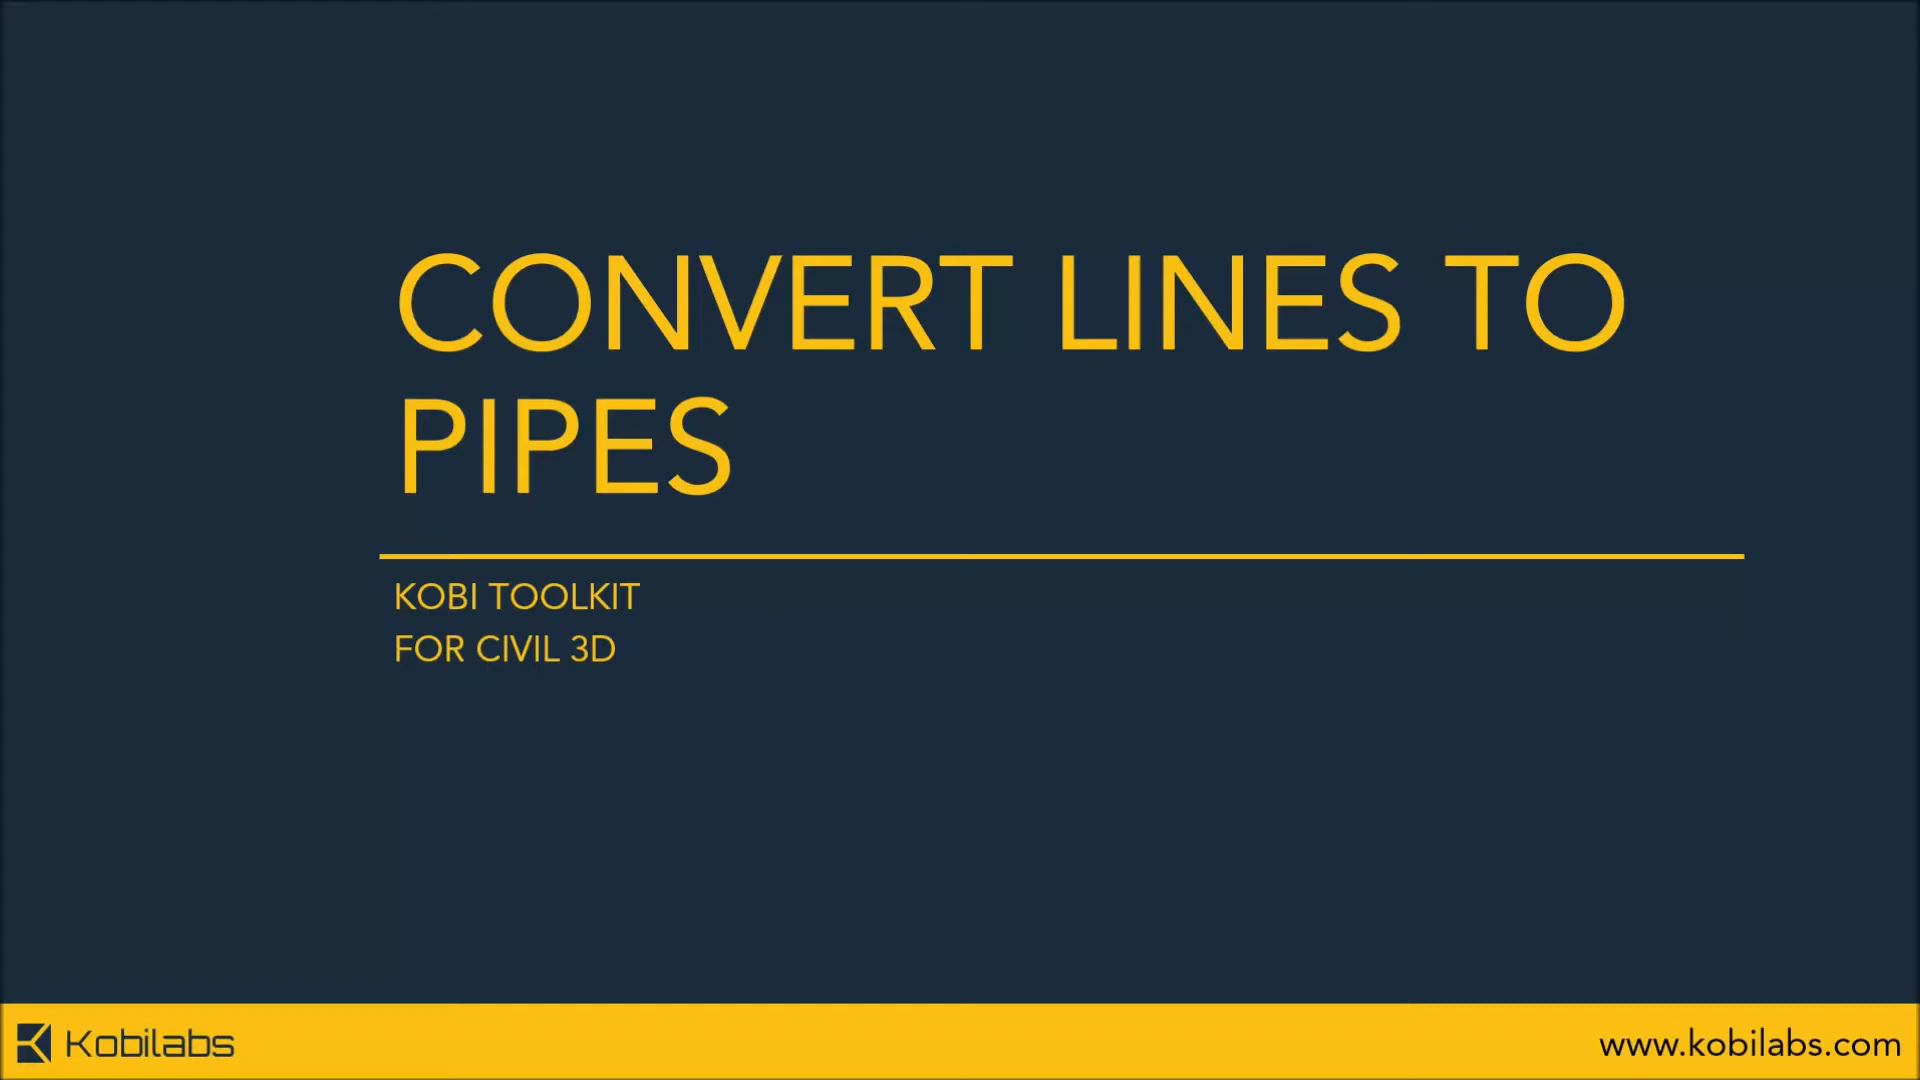 CONVERT LINES TO
PIPES
KOBI TOOLKIT
FOR CIVIL 3D
Kobilabs
www.kobilabs.com